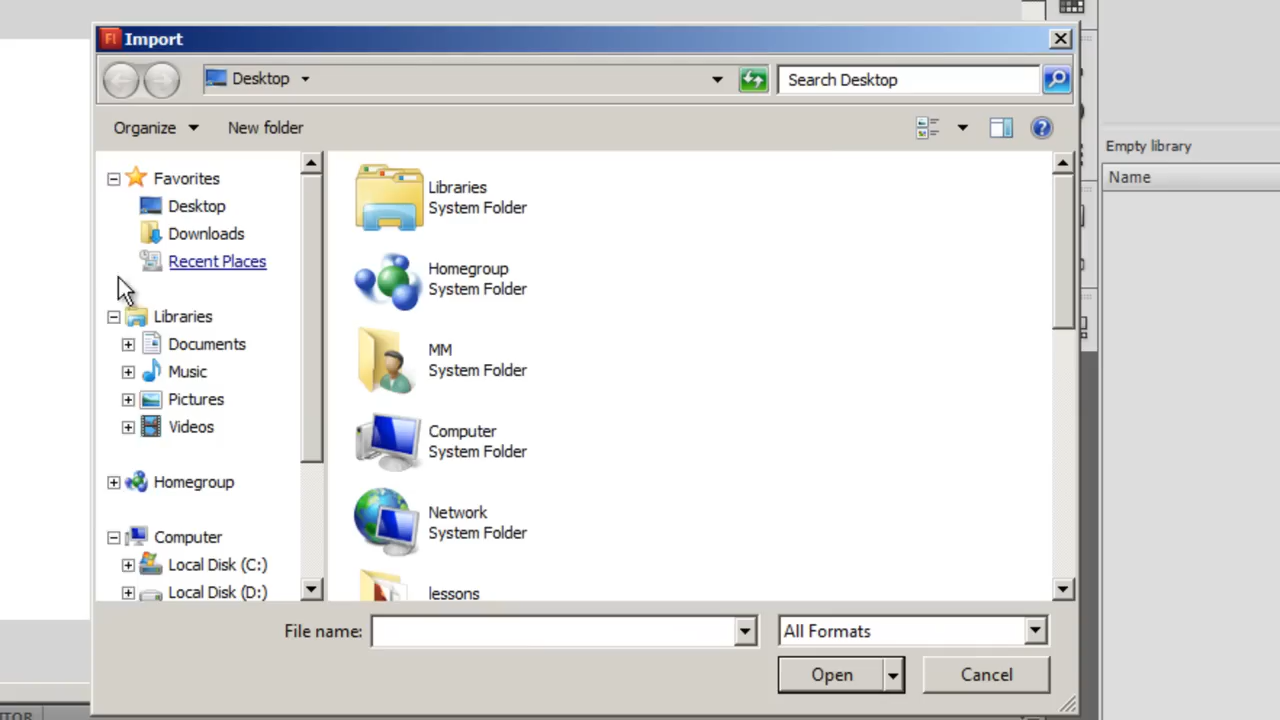 Fl Import
Desktop
Search Desktop
Organize
New folder
Empty library
Name
Favorites
Desktop
Downloads
Recent Places
Libraries
Documents
Music
Pictures
Videos
Homegroup
Computer
Local Disk (C:)
Local Disk (D:)
Libraries
System Folder
Homegroup
System Folder
MM
System Folder
Computer
System Folder
Network
System Folder
lessons
File name:
All Formats
Open
Cancel